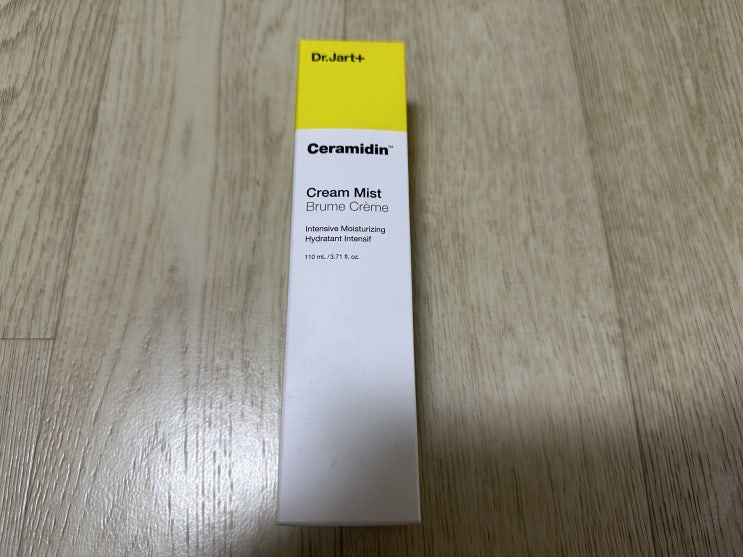 Dr.Jart+
Ceramidin™
Cream Mist
Brume Crème
Intensive Moisturizing
Hydratant Intensif
110 mL / 3.71 fl. oz.